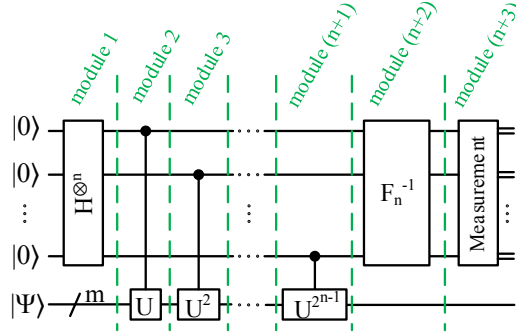 module 1
module 2
module 3
module (n+1)
module (n+2)
module (n+3)
|0⟩
|0⟩
|0⟩
|Ψ⟩
m
H⊗n
U
U²
U²ⁿ⁻¹
Fₙ⁻¹
Measurement